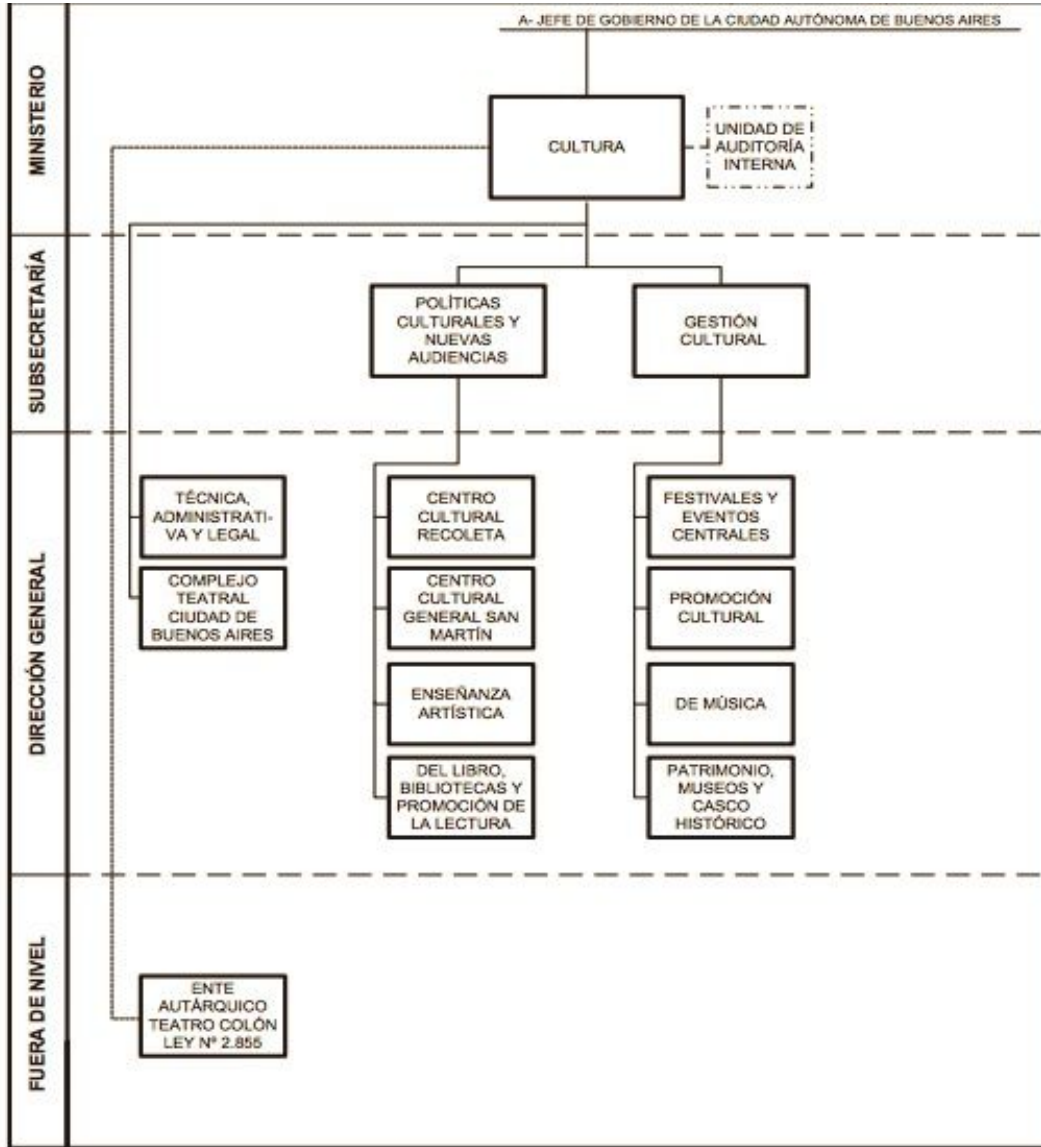 A- JEFE DE GOBIERNO DE LA CIUDAD AUTÓNOMA DE BUENOS AIRES
MINISTERIO
CULTURA
UNIDAD DE
AUDITORÍA
INTERNA
SUBSECRETARÍA
POLÍTICAS
CULTURALES Y
NUEVAS
AUDIENCIAS
GESTIÓN
CULTURAL
DIRECCIÓN GENERAL
TÉCNICA,
ADMINISTRATI-
VA Y LEGAL
COMPLEJO
TEATRAL
CIUDAD DE
BUENOS AIRES
CENTRO
CULTURAL
RECOLETA
CENTRO
CULTURAL
GENERAL SAN
MARTÍN
ENSEÑANZA
ARTÍSTICA
DEL LIBRO,
BIBLIOTECAS Y
PROMOCIÓN DE
LA LECTURA
FESTIVALES Y
EVENTOS
CENTRALES
PROMOCIÓN
CULTURAL
DE MÚSICA
PATRIMONIO,
MUSEOS Y
CASCO
HISTÓRICO
FUERA DE NIVEL
ENTE
AUTÁRQUICO
TEATRO COLÓN
LEY Nº 2.855